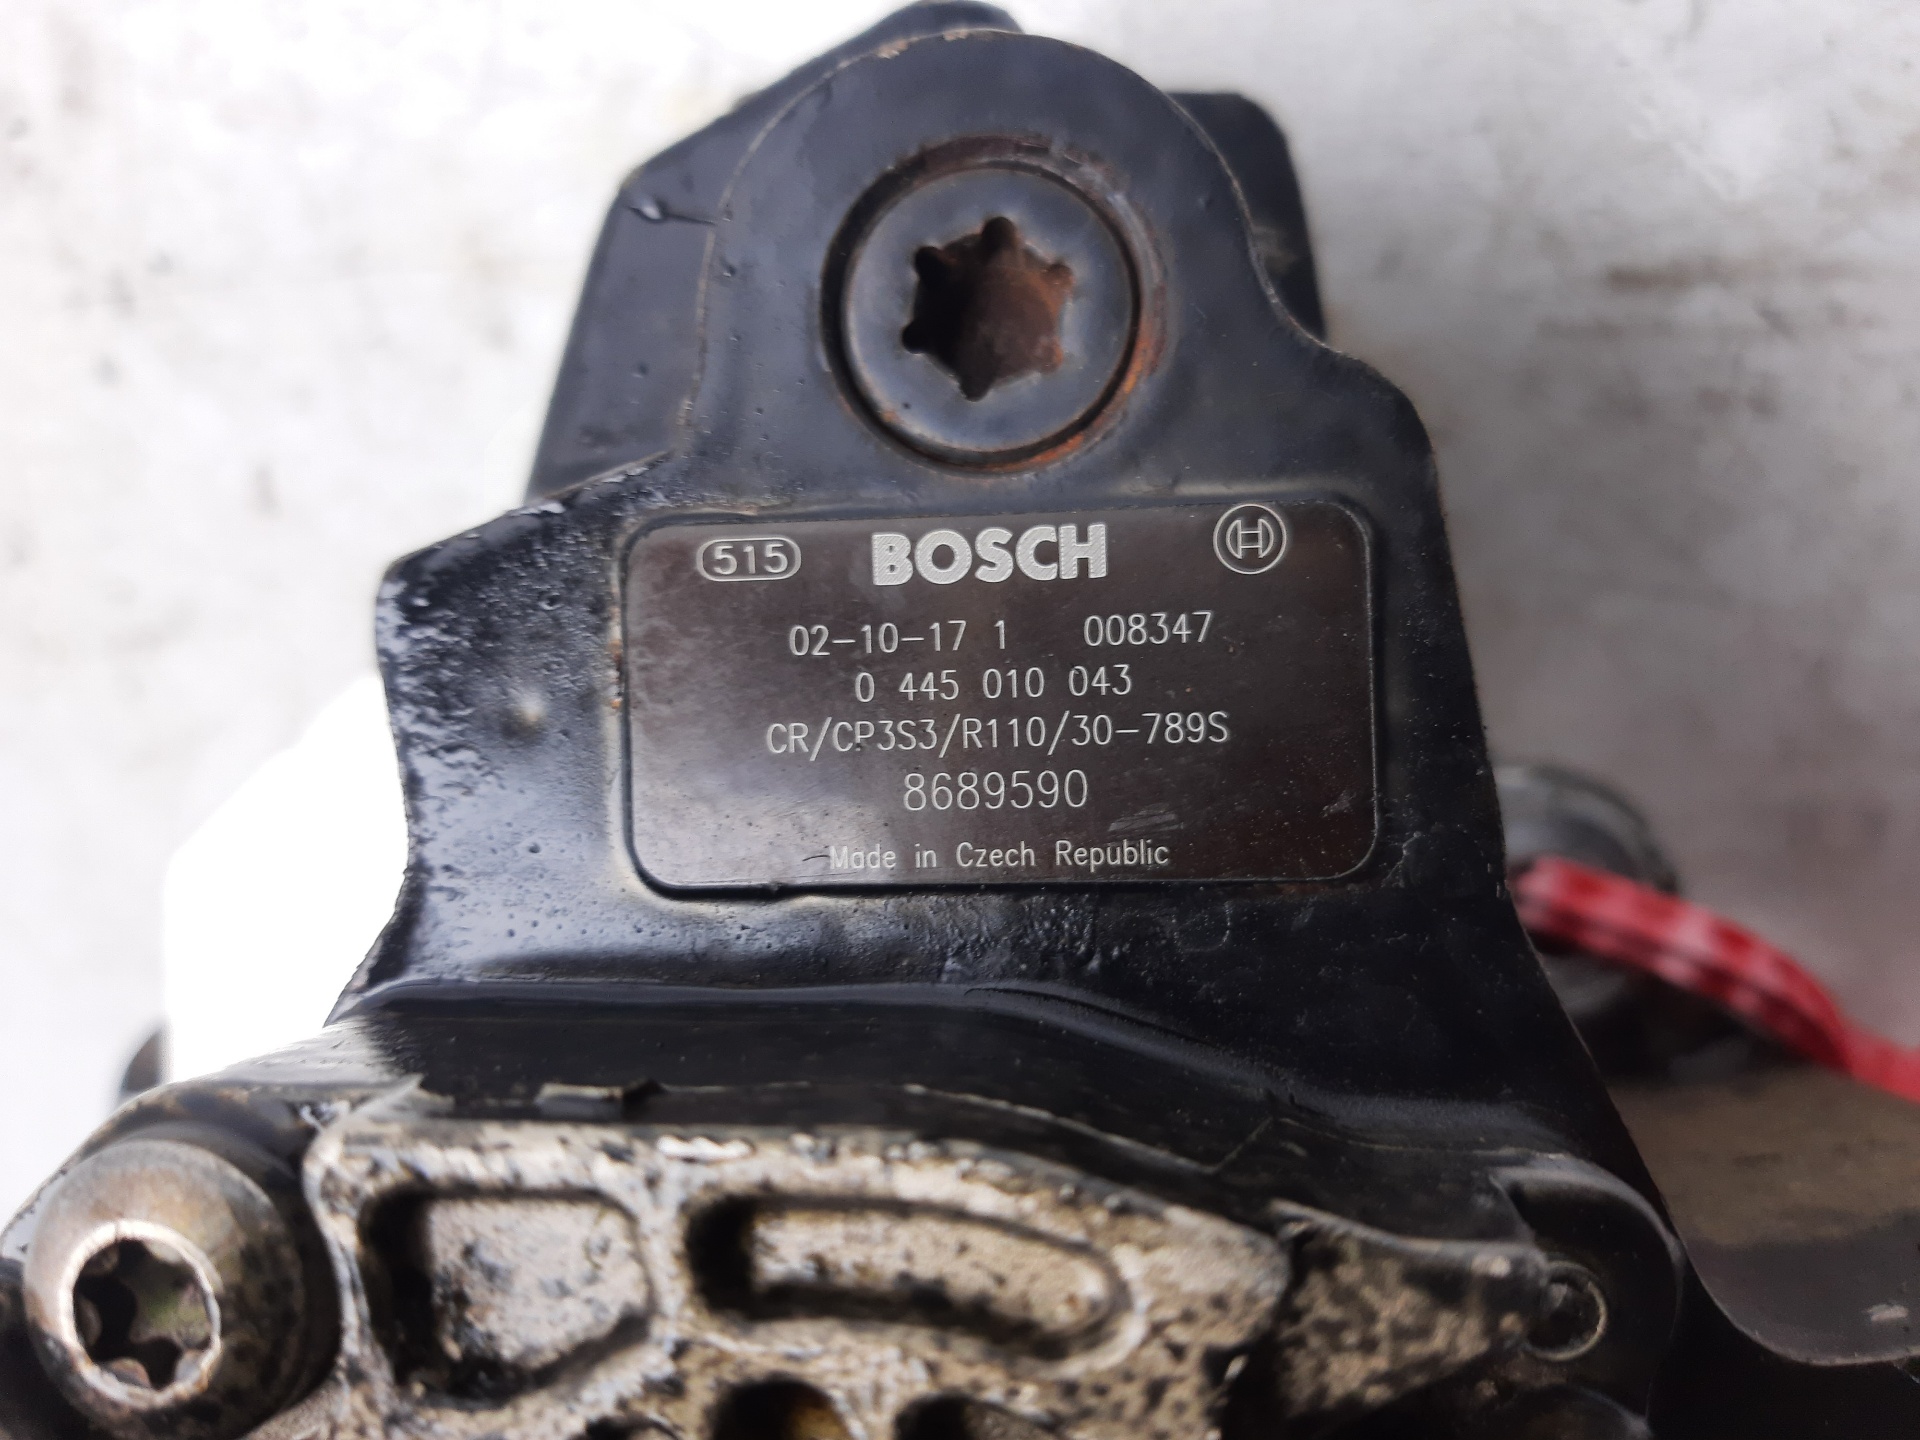 515 BOSCH
02-10-17 1 008347
0 445 010 043
CR/CP3S3/R110/30-789S
8689590
Made in Czech Republic